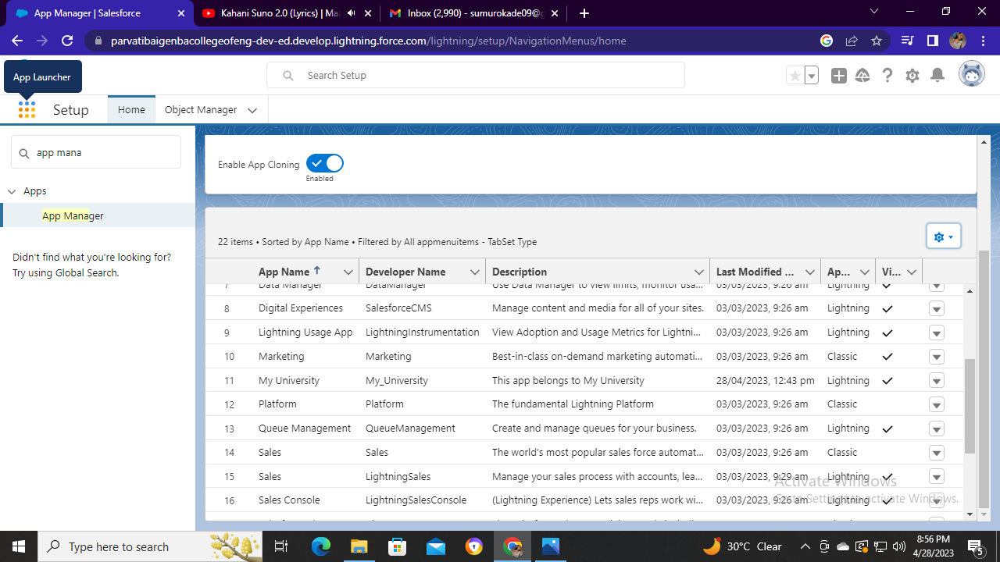 App Manager | Salesforce
Kahani Suno 2.0 (Lyrics) | Ma
Inbox (2,990) - sumurokade09@g
parvatibaigenbacollegeofeng-dev-ed.develop.lightning.force.com/lightning/setup/NavigationMenus/home
App Launcher
Search Setup
Setup
Home
Object Manager
app mana
Apps
App Manager
Didn't find what you're looking for?
Try using Global Search.
Enable App Cloning
Enabled
22 items • Sorted by App Name • Filtered by All appmenuitems - TabSet Type
App Name Developer Name Description Last Modified ... Ap... Vi...
7 Data Manager DataManager Use Data Manager to view limits, monitor usa... 03/03/2023, 9:26 am Lightning
8 Digital Experiences SalesforceCMS Manage content and media for all of your sites. 03/03/2023, 9:26 am Lightning
9 Lightning Usage App LightningInstrumentation View Adoption and Usage Metrics for Lightni... 03/03/2023, 9:26 am Lightning
10 Marketing Marketing Best-in-class on-demand marketing automati... 03/03/2023, 9:26 am Classic
11 My University My_University This app belongs to My University 28/04/2023, 12:43 pm Lightning
12 Platform Platform The fundamental Lightning Platform 03/03/2023, 9:26 am Classic
13 Queue Management QueueManagement Create and manage queues for your business. 03/03/2023, 9:26 am Lightning
14 Sales Sales The world's most popular sales force automat... 03/03/2023, 9:26 am Classic
15 Sales LightningSales Manage your sales process with accounts, lea... 03/03/2023, 9:29 am Lightning
16 Sales Console LightningSalesConsole (Lightning Experience) Lets sales reps work wi... 03/03/2023, 9:26 am Lightning
Activate Windows
Go to Settings to activate Windows.
Type here to search
30°C Clear
8:56 PM
4/28/2023
5